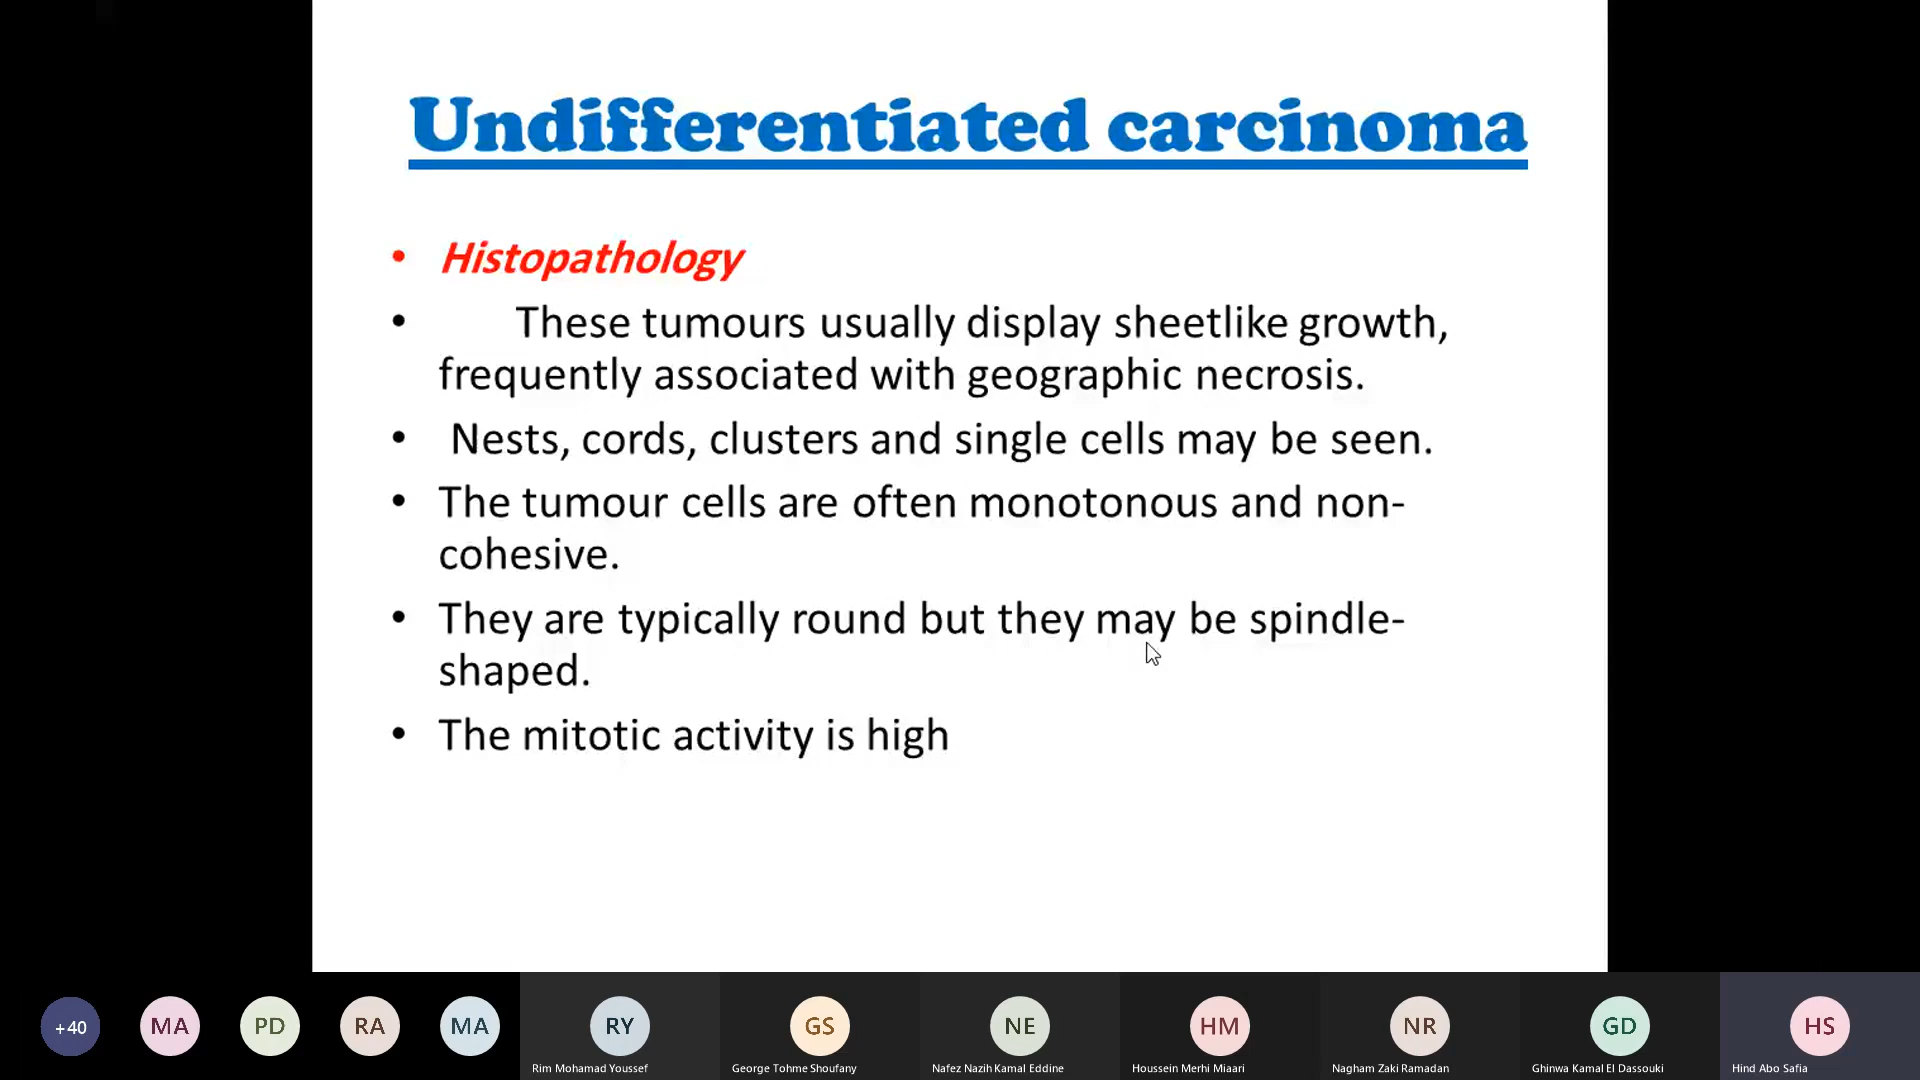 Undifferentiated carcinoma
• Histopathology
• These tumours usually display sheetlike growth,
frequently associated with geographic necrosis.
• Nests, cords, clusters and single cells may be seen.
• The tumour cells are often monotonous and non-
cohesive.
• They are typically round but they may be spindle-
shaped.
• The mitotic activity is high
+40 MA PD RA MA RY GS NE HM NR GD HS
Rim Mohamad Youssef George Tohme Shoufany Nafez Nazih Kamal Eddine Houssein Merhi Miaari Nagham Zaki Ramadan Ghinwa Kamal El Dassouki Hind Abo Safia